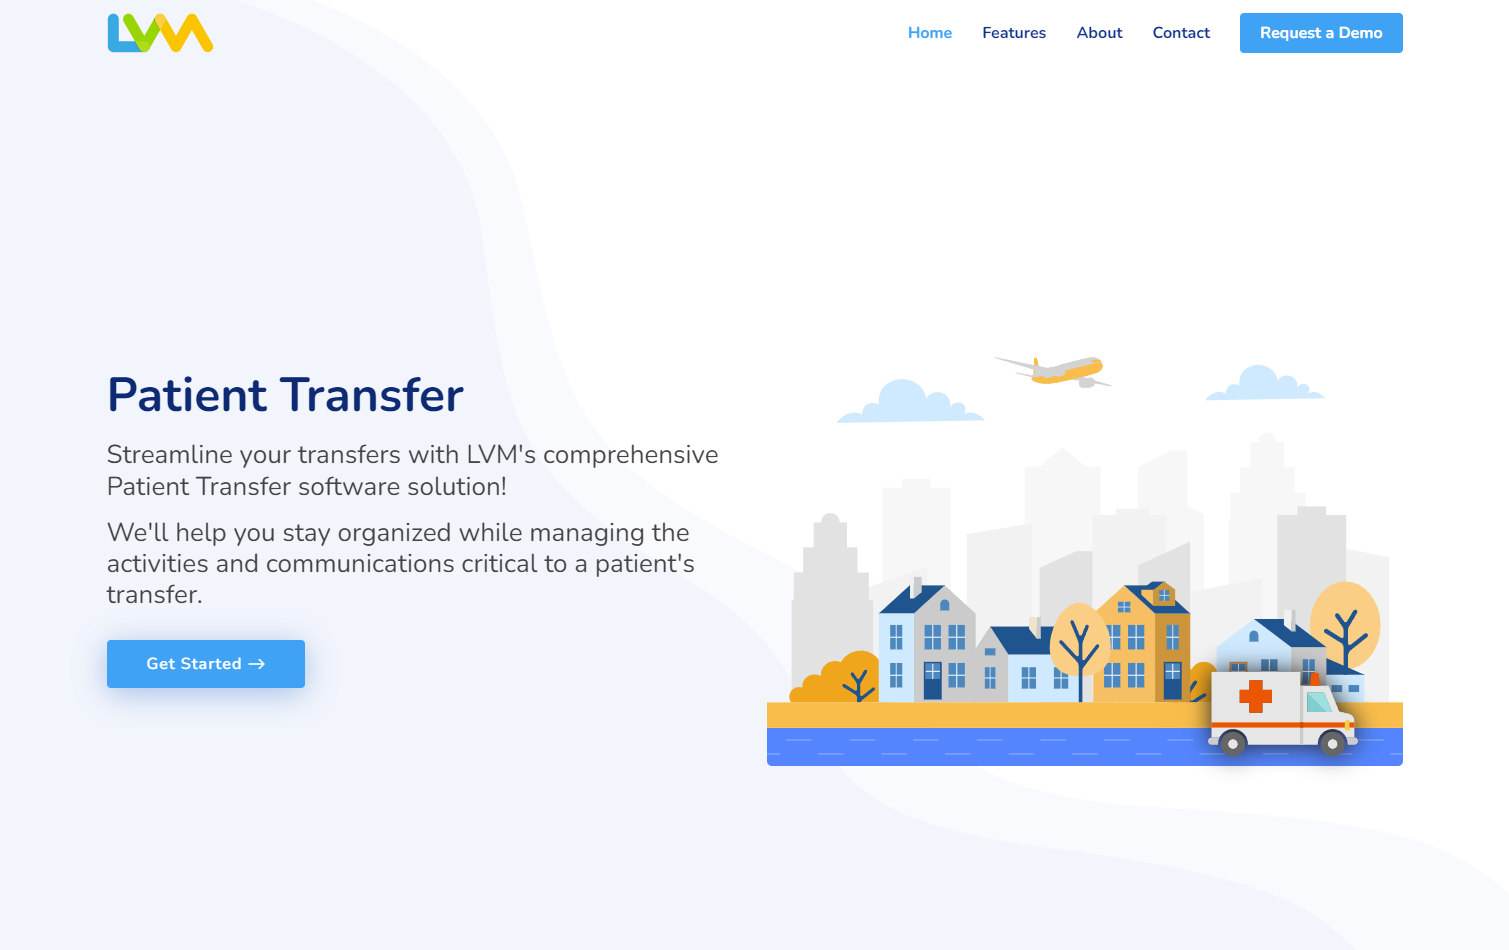 LVM
Home
Features
About
Contact
Request a Demo
Patient Transfer
Streamline your transfers with LVM's comprehensive
Patient Transfer software solution!
We'll help you stay organized while managing the
activities and communications critical to a patient's
transfer.
Get Started →